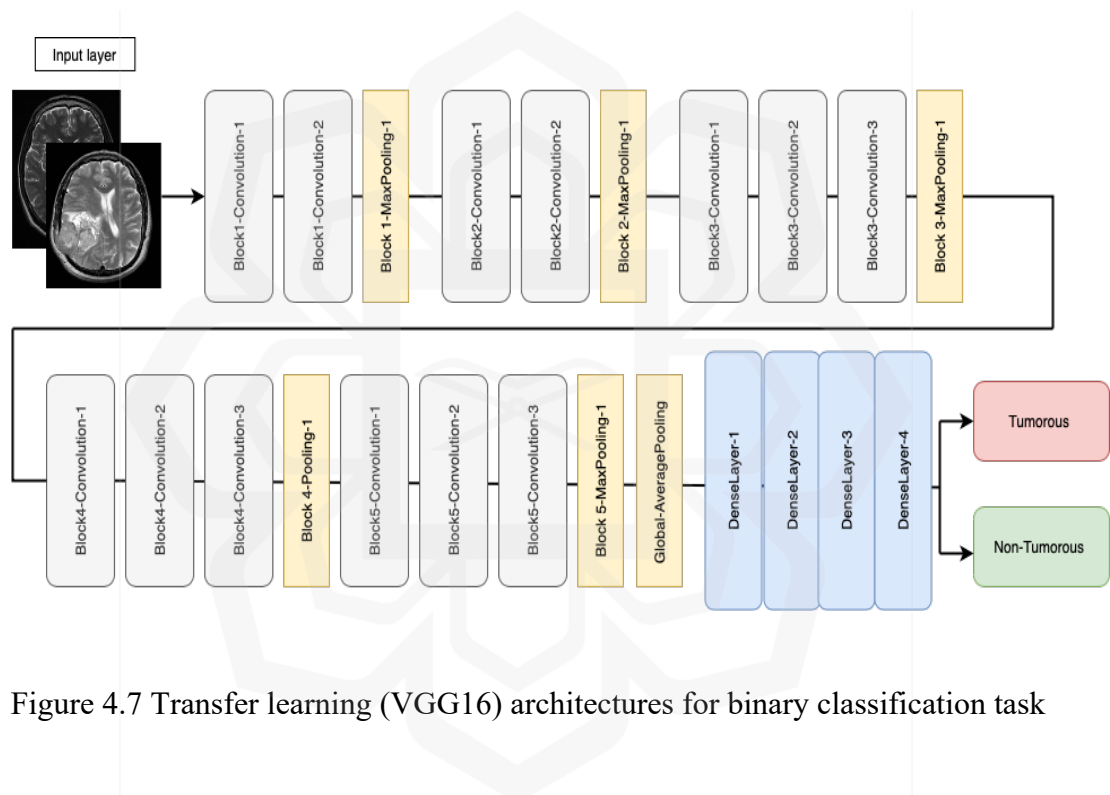 Input layer
Block1-Convolution-1
Block1-Convolution-2
Block 1-MaxPooling-1
Block2-Convolution-1
Block2-Convolution-2
Block 2-MaxPooling-1
Block3-Convolution-1
Block3-Convolution-2
Block3-Convolution-3
Block 3-MaxPooling-1
Block4-Convolution-1
Block4-Convolution-2
Block4-Convolution-3
Block 4-Pooling-1
Block5-Convolution-1
Block5-Convolution-2
Block5-Convolution-3
Block 5-MaxPooling-1
Global-AveragePooling
DenseLayer-1
DenseLayer-2
DenseLayer-3
DenseLayer-4
Tumorous
Non-Tumorous
Figure 4.7 Transfer learning (VGG16) architectures for binary classification task